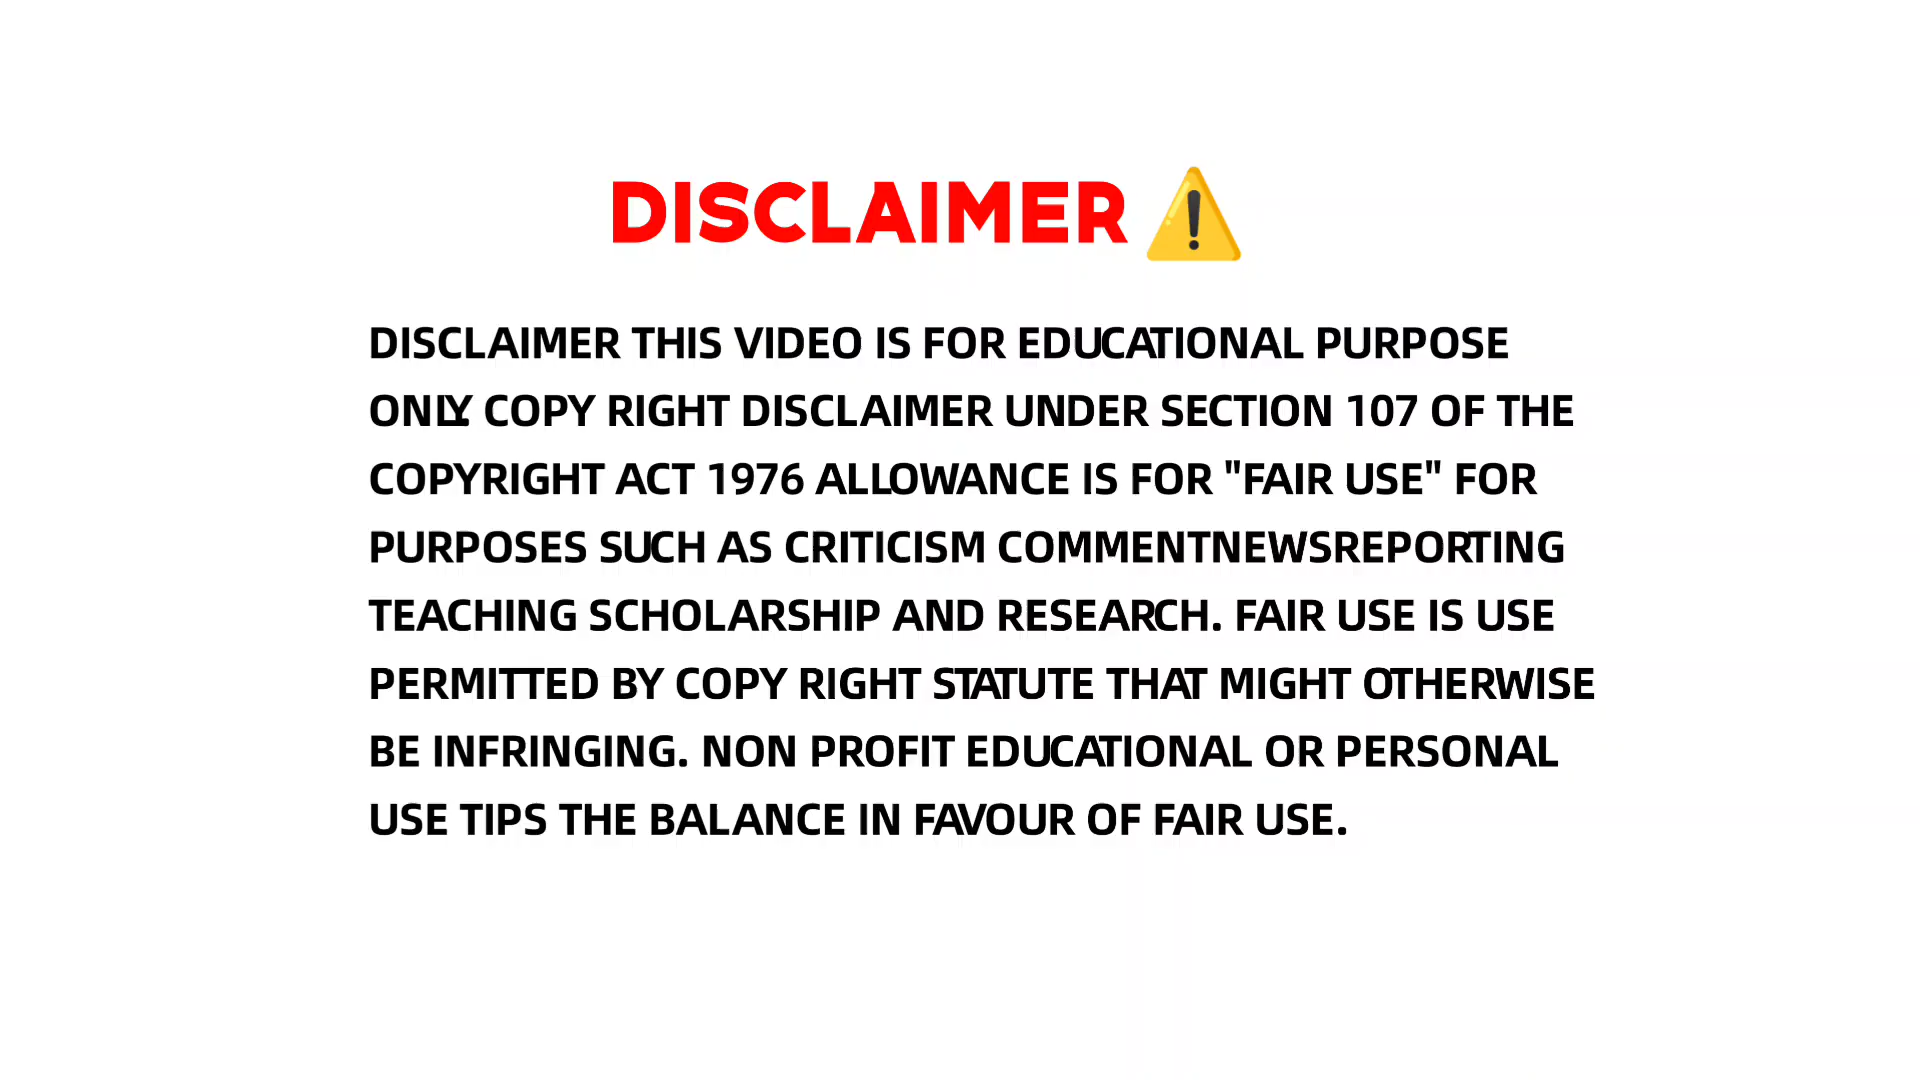 DISCLAIMER ⚠️
DISCLAIMER THIS VIDEO IS FOR EDUCATIONAL PURPOSE
ONLY. COPY RIGHT DISCLAIMER UNDER SECTION 107 OF THE
COPYRIGHT ACT 1976 ALLOWANCE IS FOR "FAIR USE" FOR
PURPOSES SUCH AS CRITICISM COMMENTNEWSREPORTING
TEACHING SCHOLARSHIP AND RESEARCH. FAIR USE IS USE
PERMITTED BY COPY RIGHT STATUTE THAT MIGHT OTHERWISE
BE INFRINGING. NON PROFIT EDUCATIONAL OR PERSONAL
USE TIPS THE BALANCE IN FAVOUR OF FAIR USE.